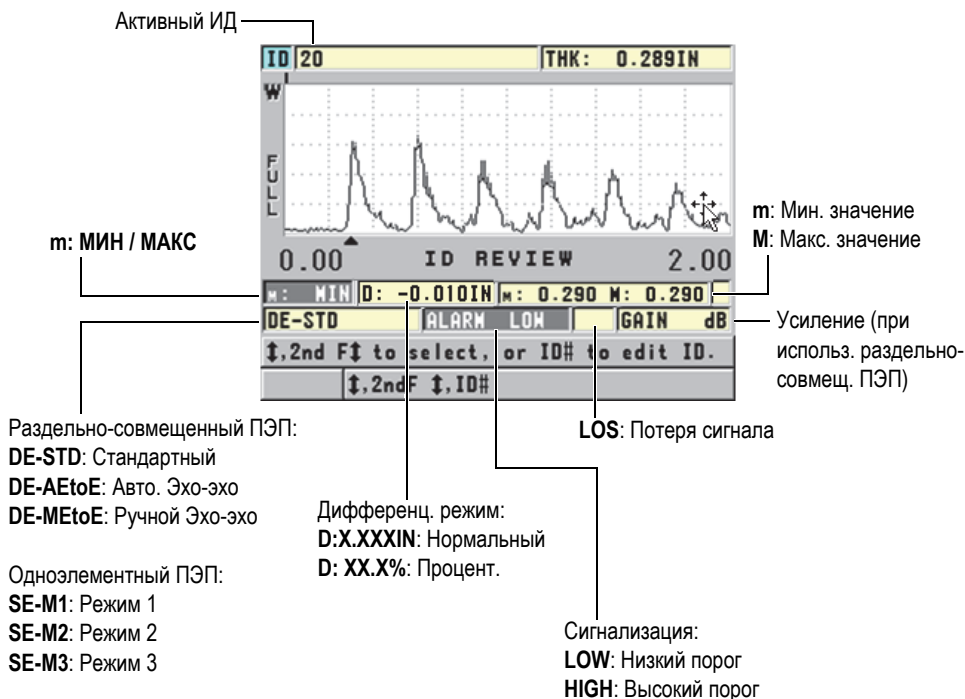 Активный ИД
ID 20 THK: 0.289IN
W
FULL
m: Мин. значение
M: Макс. значение
m: МИН / МАКС
0.00 ID REVIEW 2.00
M: MIN D: -0.010IN M: 0.290 M: 0.290
DE-STD ALARM LOW GAIN dB
↕,2nd F↕ to select, or ID# to edit ID.
↕,2ndF ↕,ID#
Усиление (при
использ. раздельно-
совмещ. ПЭП)
Раздельно-совмещенный ПЭП:
DE-STD: Стандартный
DE-AEtoE: Авто. Эхо-эхо
DE-MEtoE: Ручной Эхо-эхо
Одноэлементный ПЭП:
SE-M1: Режим 1
SE-M2: Режим 2
SE-M3: Режим 3
Дифференц. режим:
D:X.XXXIN: Нормальный
D: XX.X%: Процент.
LOS: Потеря сигнала
Сигнализация:
LOW: Низкий порог
HIGH: Высокий порог